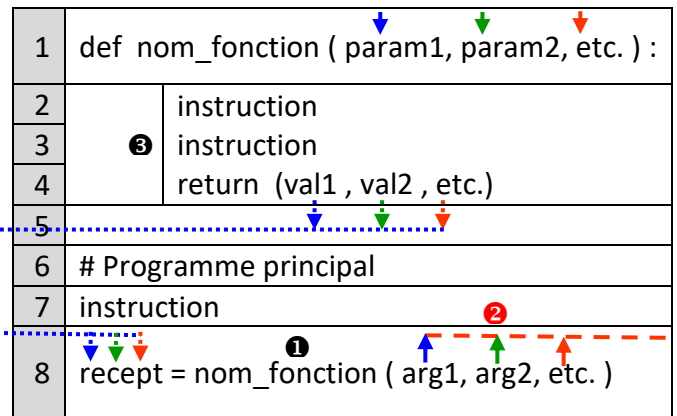 1 def nom_fonction ( param1, param2, etc. ) :
2 instruction
3 ❸ instruction
4 return (val1 , val2 , etc.)
5
6 # Programme principal
7 instruction ❷
❶
8 recept = nom_fonction ( arg1, arg2, etc. )